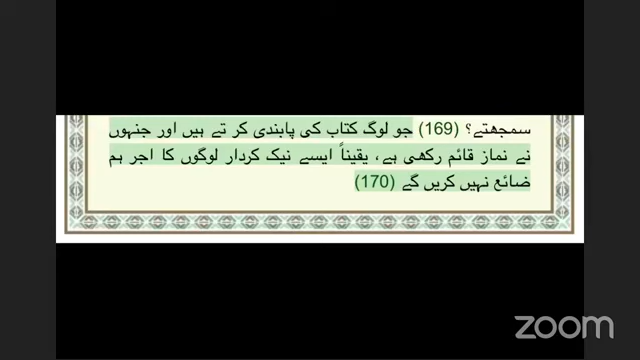 سمجھتے؟ (169) جو لوگ کتاب کی پابندی کر تے ہیں اور جنہوں
نے نماز قائم رکھی ہے، یقیناً ایسے نیک کردار لوگوں کا اجر ہم
ضائع نہیں کریں گے (170)
zoom